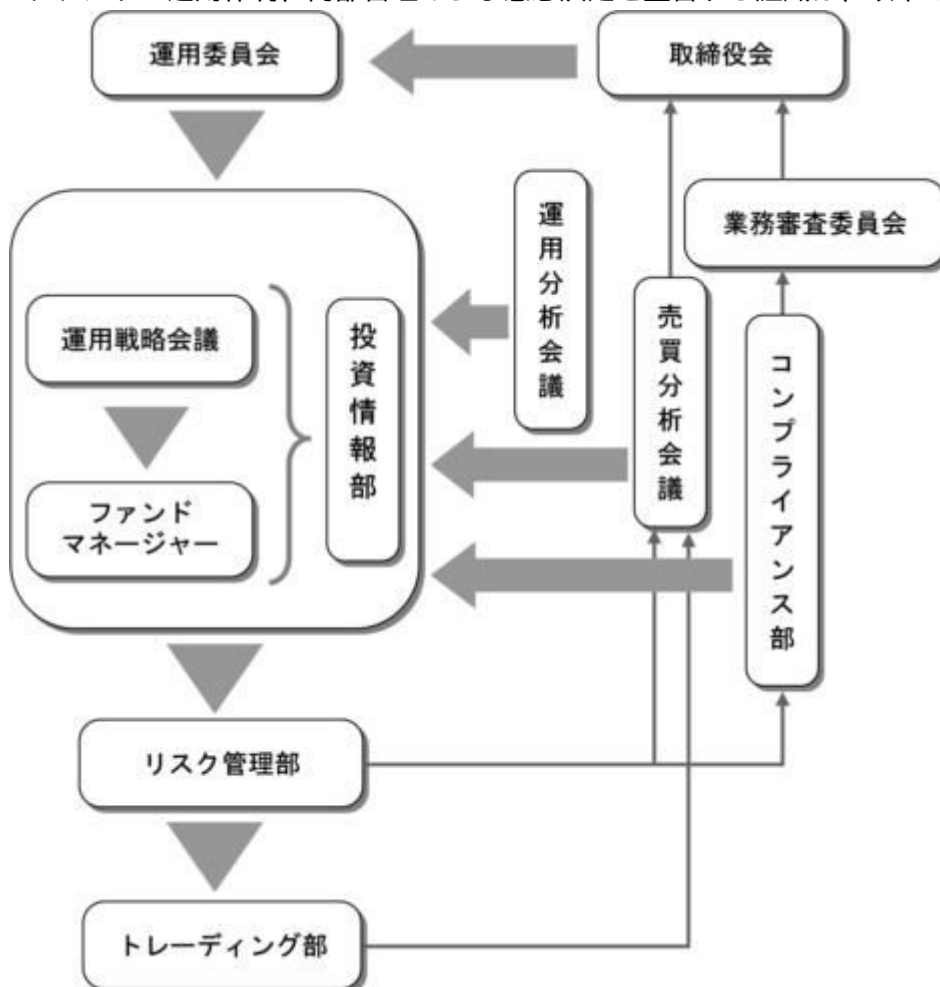 運用委員会
取締役会
運用分析会議
業務審査委員会
売買分析会議
コンプライアンス部
運用戦略会議
投資情報部
ファンド
マネージャー
リスク管理部
トレーディング部